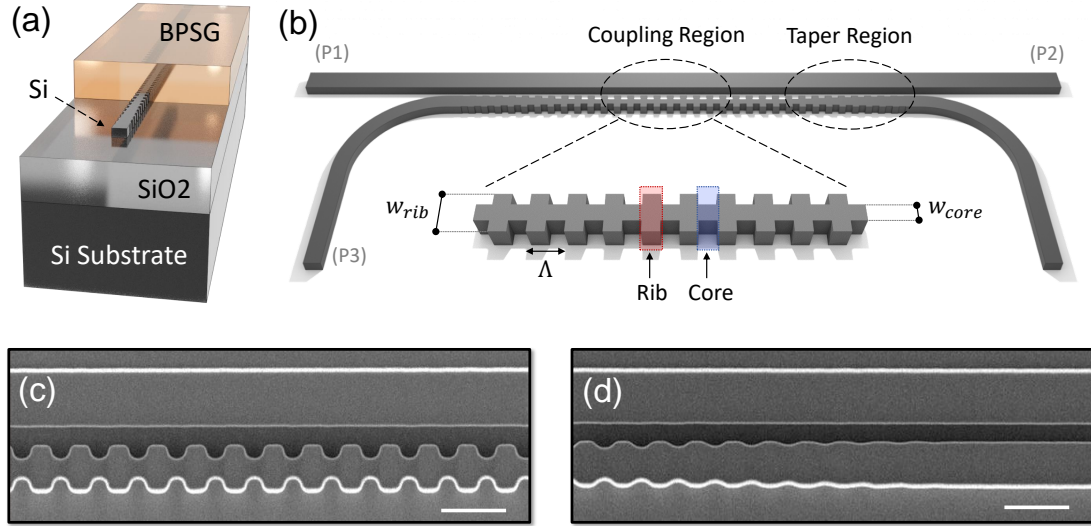 (a)
BPSG
Si
SiO2
Si Substrate
(b)
(P1)
Coupling Region
Taper Region
(P2)
w_rib
w_core
(P3)
Λ
Rib
Core
(c)
(d)